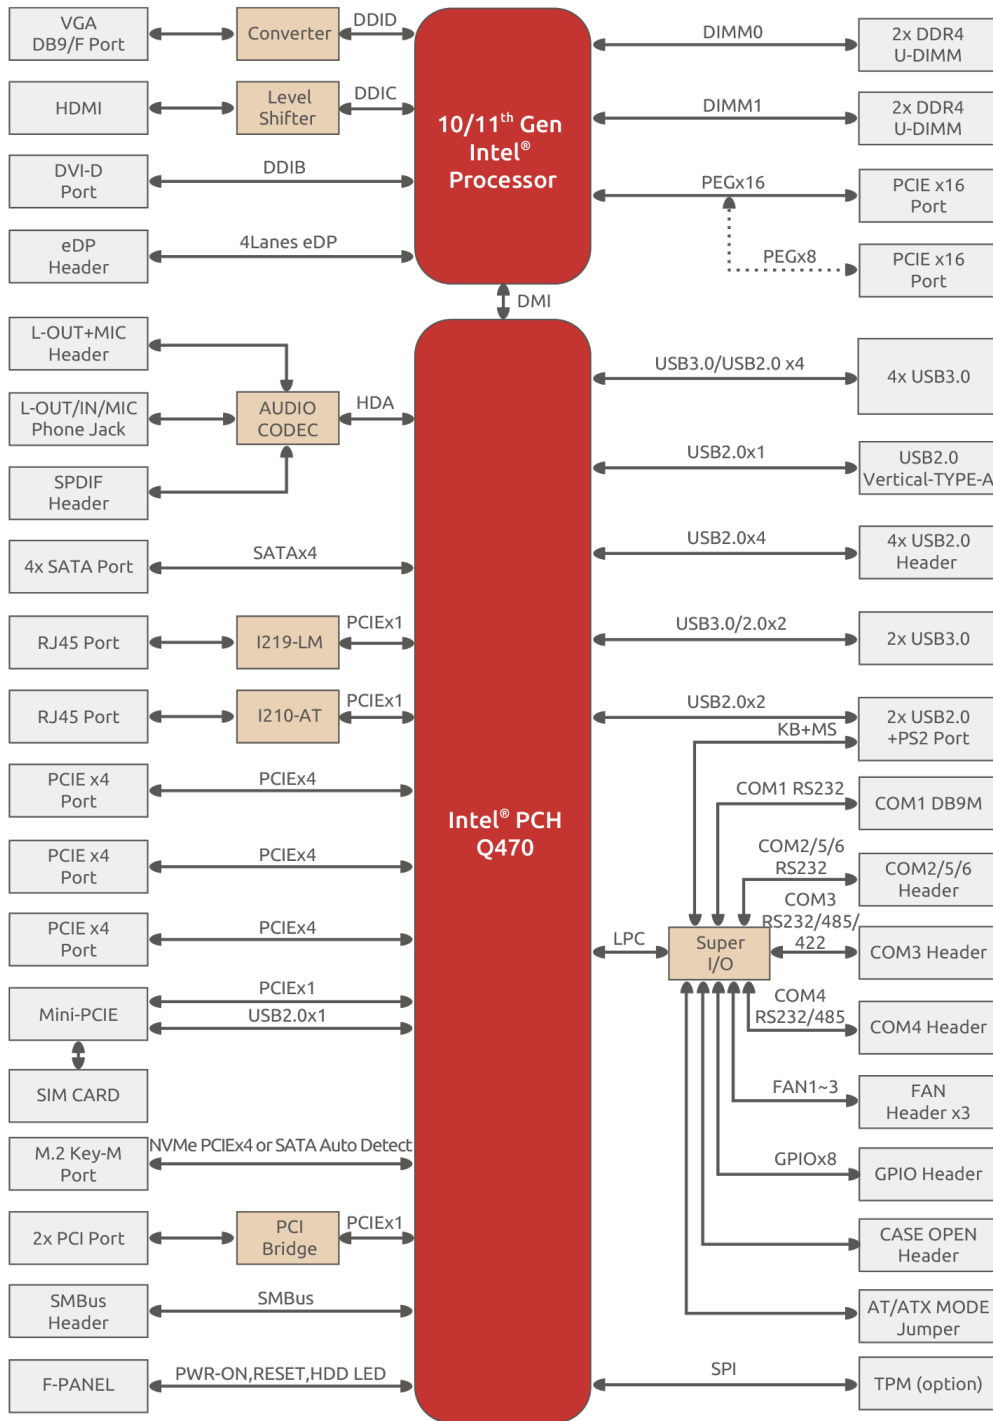 VGA
DB9/F Port
Converter
DDID
HDMI
Level
Shifter
DDIC
DVI-D
Port
DDIB
eDP
Header
4Lanes eDP
10/11th Gen
Intel®
Processor
DIMM0
2x DDR4
U-DIMM
DIMM1
2x DDR4
U-DIMM
PEGx16
PCIE x16
Port
PEGx8
PCIE x16
Port
DMI
L-OUT+MIC
Header
L-OUT/IN/MIC
Phone Jack
AUDIO
CODEC
HDA
SPDIF
Header
4x SATA Port
SATAx4
RJ45 Port
I219-LM
PCIEx1
RJ45 Port
I210-AT
PCIEx1
PCIE x4
Port
PCIEx4
PCIE x4
Port
PCIEx4
PCIE x4
Port
PCIEx4
Mini-PCIE
PCIEx1
USB2.0x1
SIM CARD
M.2 Key-M
Port
NVMe PCIEx4 or SATA Auto Detect
2x PCI Port
PCI
Bridge
PCIEx1
SMBus
Header
SMBus
F-PANEL
PWR-ON,RESET,HDD LED
Intel® PCH
Q470
USB3.0/USB2.0 x4
4x USB3.0
USB2.0x1
USB2.0
Vertical-TYPE-A
USB2.0x4
4x USB2.0
Header
USB3.0/2.0x2
2x USB3.0
USB2.0x2
2x USB2.0
+PS2 Port
KB+MS
COM1 RS232
COM1 DB9M
COM2/5/6
RS232
COM2/5/6
Header
COM3
RS232/485/
422
COM3 Header
LPC
Super
I/O
COM4
RS232/485
COM4 Header
FAN1~3
FAN
Header x3
GPIOx8
GPIO Header
CASE OPEN
Header
AT/ATX MODE
Jumper
SPI
TPM (option)